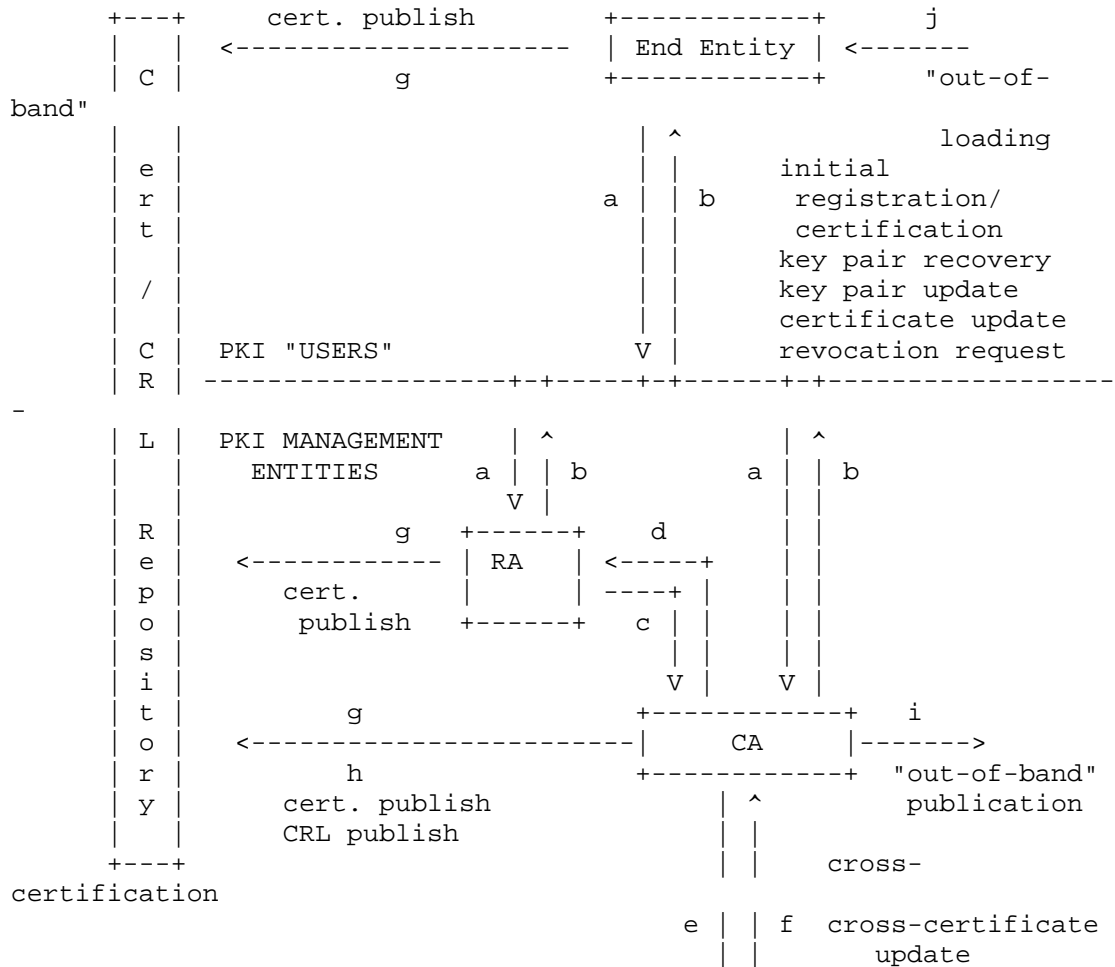 +---+     cert. publish        +------------+      j
|   |  <---------------------  | End Entity | <-------
| C |             g            +------------+      "out-of-
band"
|   |                            | ^                loading
| e |                            | |      initial
| r |                          a | | b     registration/
| t |                            | |       certification
|   |                            | |      key pair recovery
| / |                            | |      key pair update
|   |                            | |      certificate update
| C |  PKI "USERS"               V |      revocation request
| R | -------------------+-+-----+-+------+-+-------------------
-
| L |  PKI MANAGEMENT    | ^              | ^
|   |    ENTITIES      a | | b          a | | b
|   |                    V |              | |
| R |             g   +------+    d       | |
| e |   <------------ | RA   | <-----+    | |
| p |      cert.      |      | ----+ |    | |
| o |       publish   +------+   c | |    | |
| s |                              | |    | |
| i |                              V |    V |
| t |          g                 +------------+   i
| o |   <------------------------|     CA     |------->
| r |          h                 +------------+  "out-of-band"
| y |      cert. publish              | ^         publication
|   |      CRL publish                | |
+---+                                 | |    cross-
certification
                                    e | | f  cross-certificate
                                      | |       update